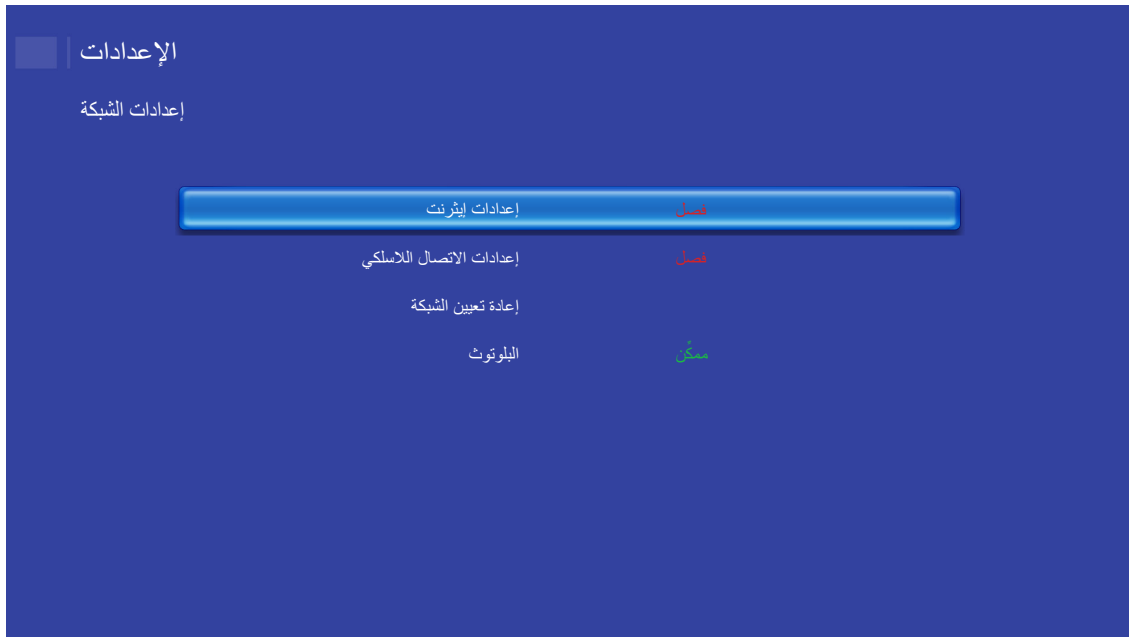 الإعدادات
إعدادات الشبكة
إعدادات إيثرنت فصل
إعدادات الاتصال اللاسلكي فصل
إعادة تعيين الشبكة
البلوتوث ممكّن